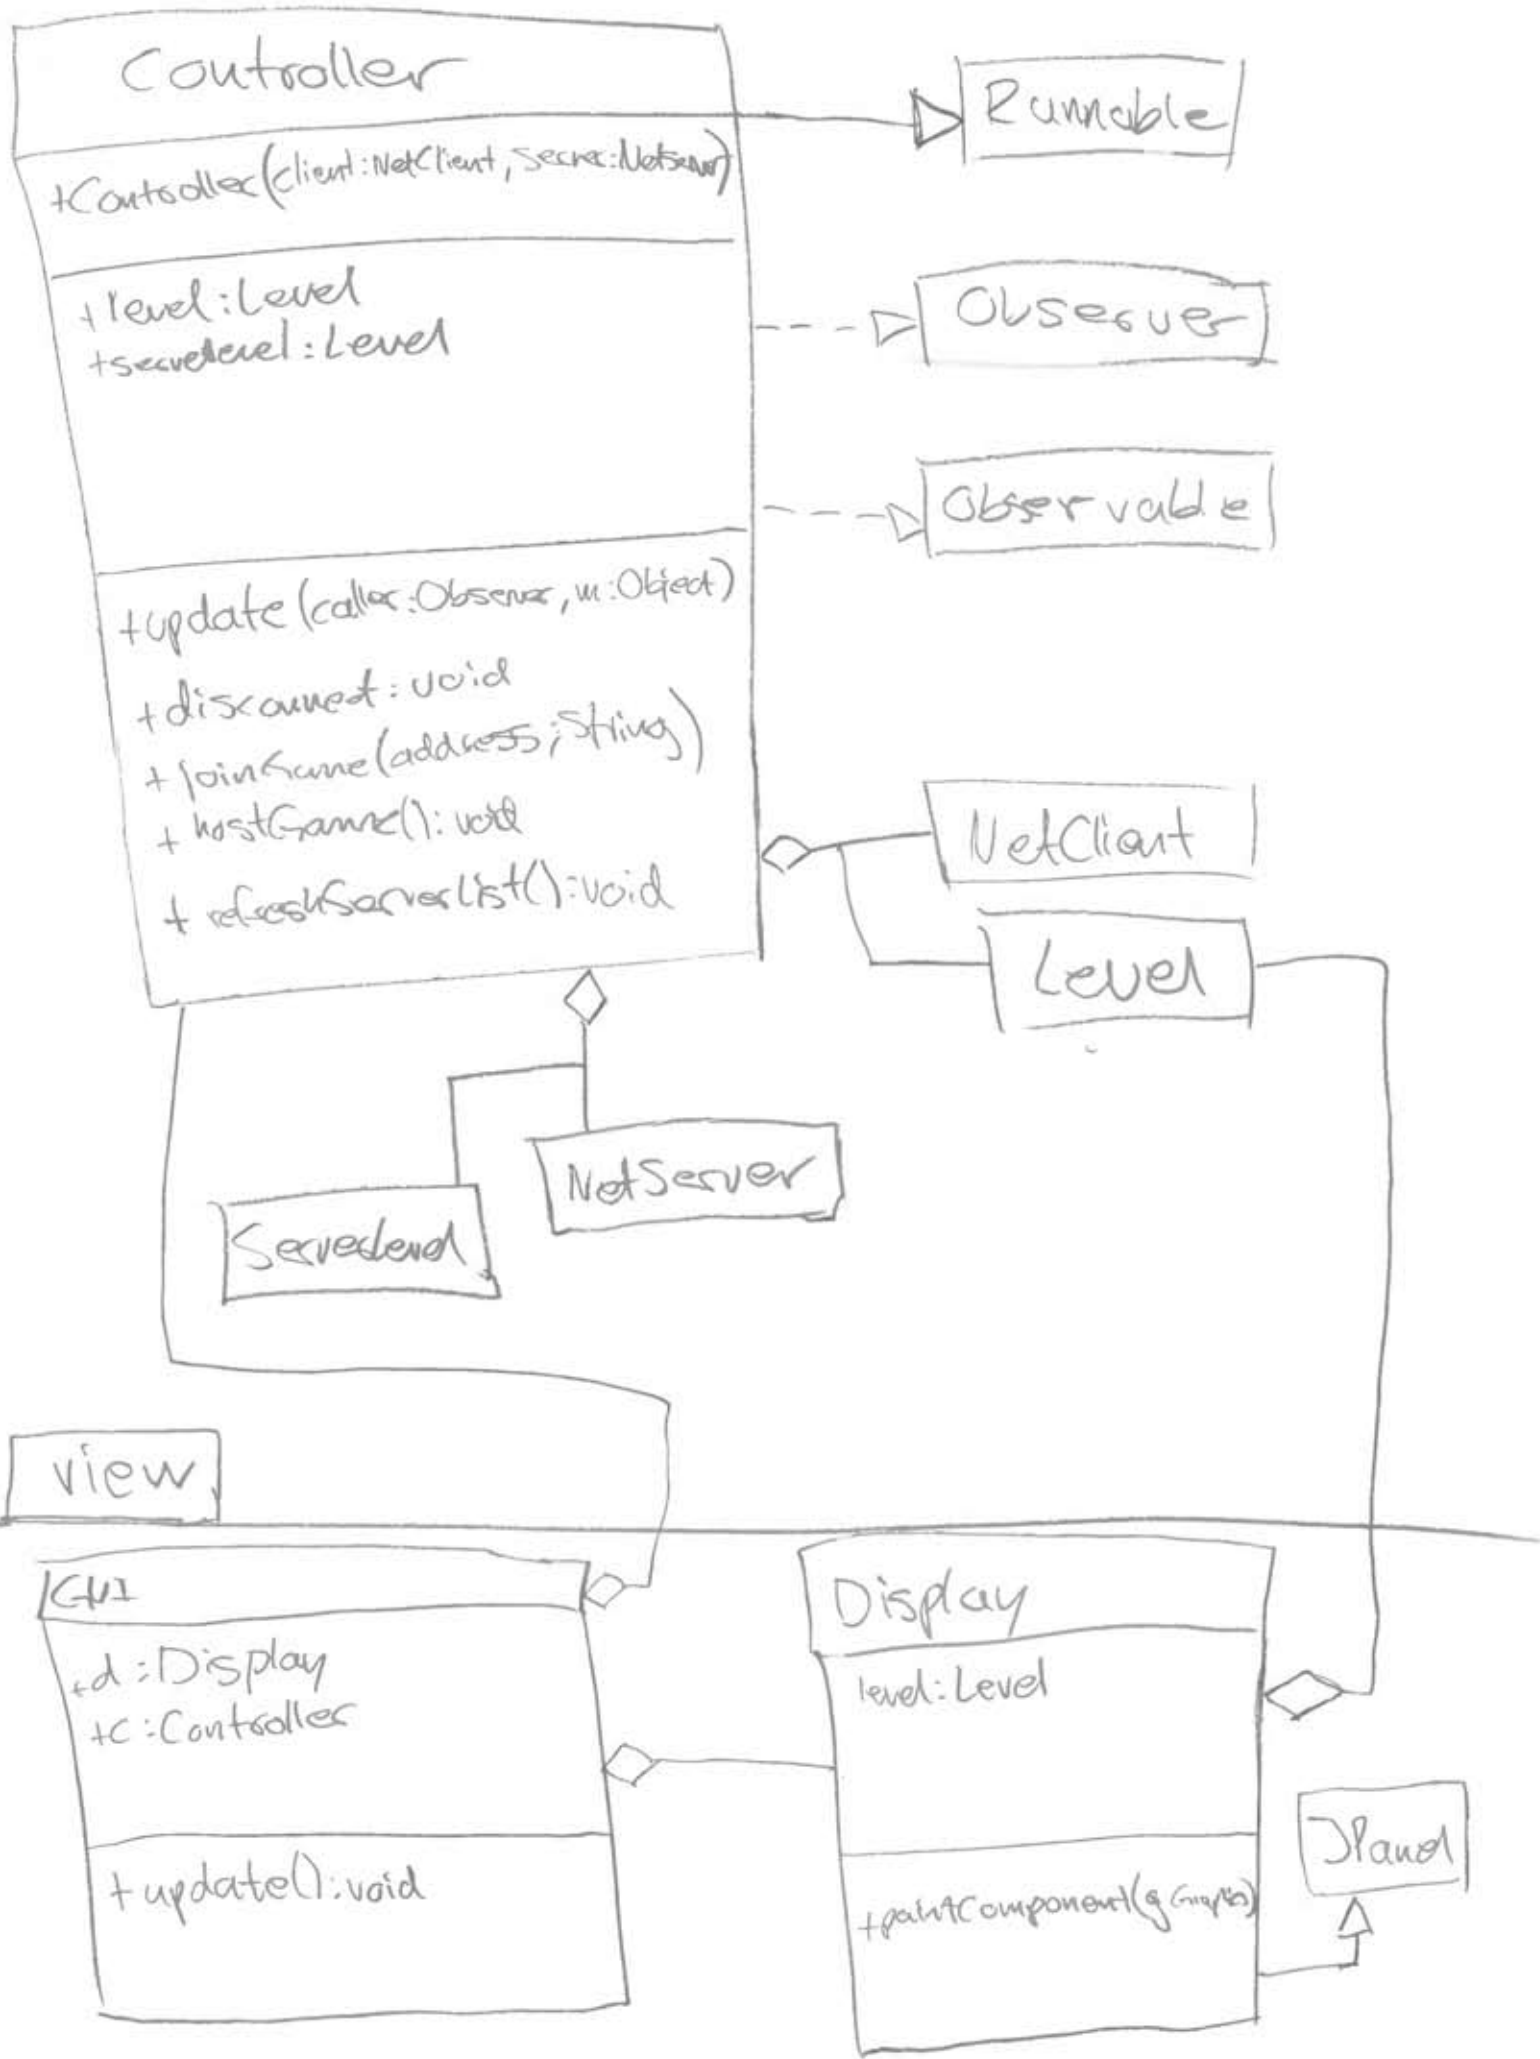 Controller
+Controller(client:NetClient, server:NetServer)
+level:Level
+serverlevel:Level
+update(caller:Observer, m:Object)
+disconnect:void
+joinGame(address:String)
+hostGame():void
+refreshServerList():void
Runnable
Observer
Observable
NetClient
Level
NetServer
ServerLevel
view
GUI
+d:Display
+c:Controller
+update():void
Display
level:Level
+paintComponent(g Graphics)
JPanel